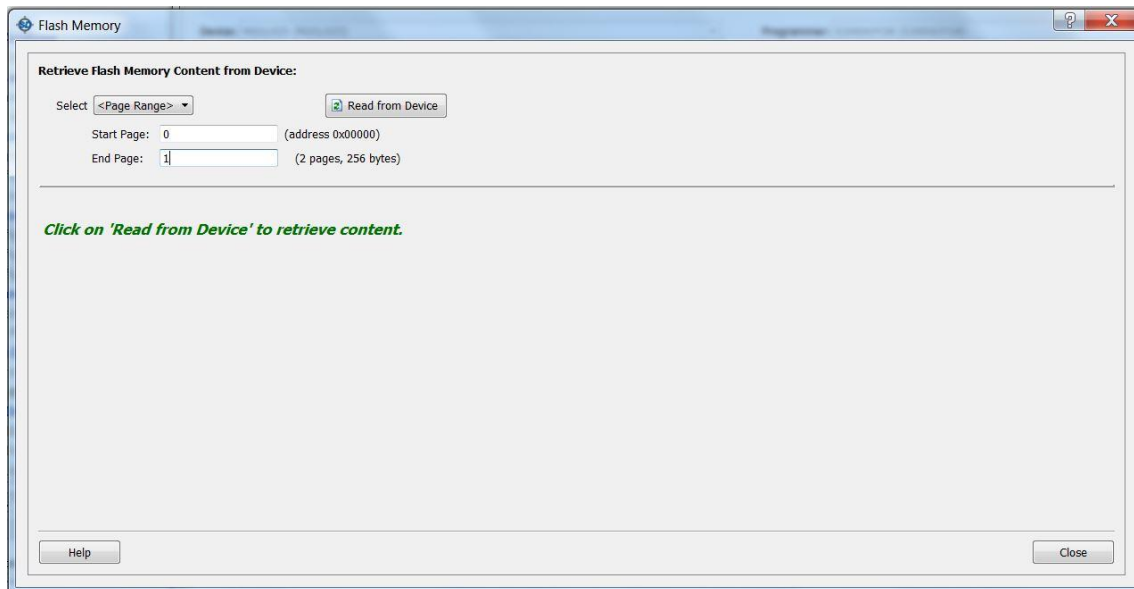 Flash Memory
Retrieve Flash Memory Content from Device:
Select <Page Range> Read from Device
Start Page: 0 (address 0x00000)
End Page: 1 (2 pages, 256 bytes)
Click on 'Read from Device' to retrieve content.
Help Close